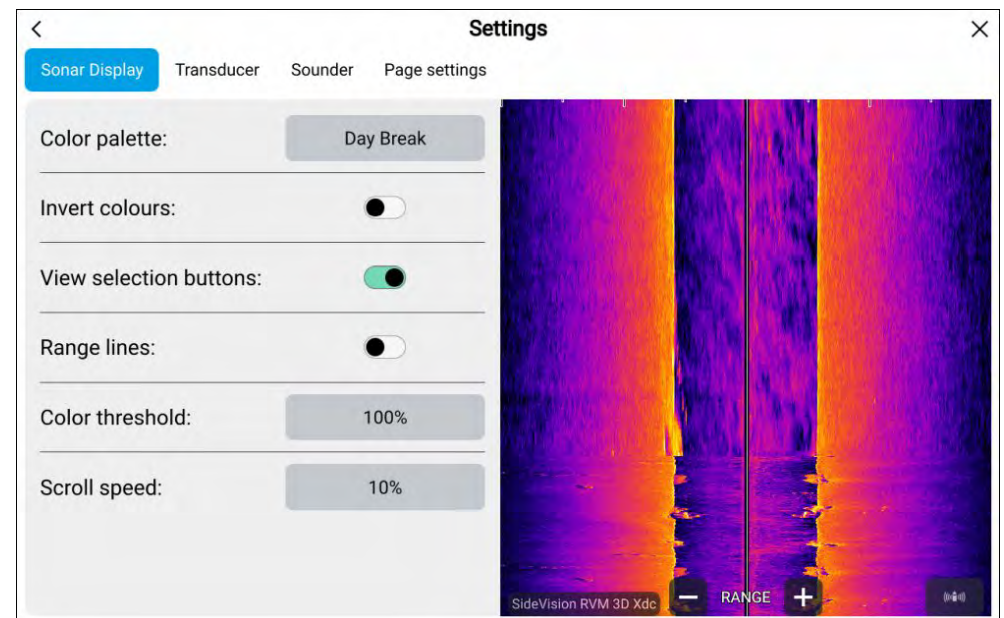 Settings
Sonar Display Transducer Sounder Page settings
Color palette: Day Break
Invert colours:
View selection buttons:
Range lines:
Color threshold: 100%
Scroll speed: 10%
RANGE
SideVision RVM 3D Xdc